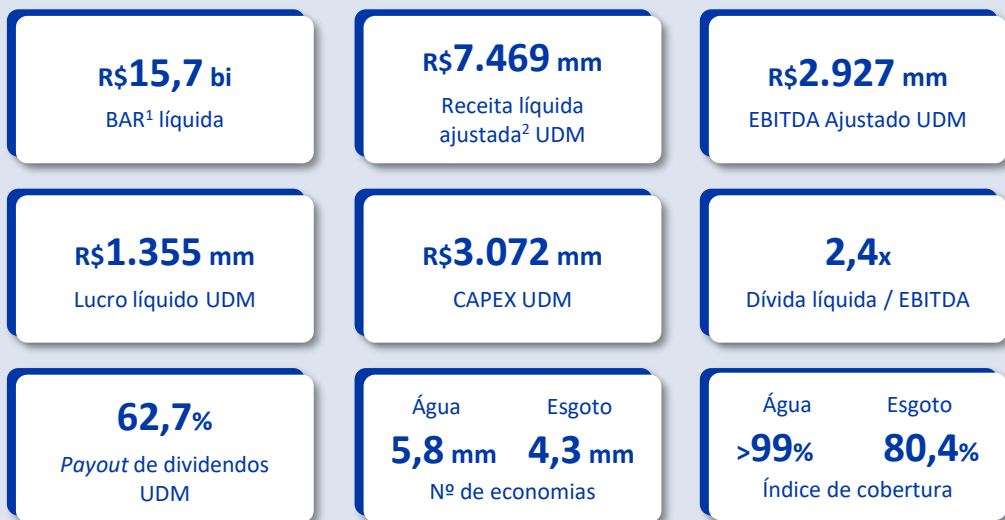 R$15,7 bi
BAR¹ líquida
R$7.469 mm
Receita líquida
ajustada² UDM
R$2.927 mm
EBITDA Ajustado UDM
R$1.355 mm
Lucro líquido UDM
R$3.072 mm
CAPEX UDM
2,4x
Dívida líquida / EBITDA
62,7%
Payout de dividendos
UDM
Água Esgoto
5,8 mm 4,3 mm
Nº de economias
Água Esgoto
>99% 80,4%
Índice de cobertura